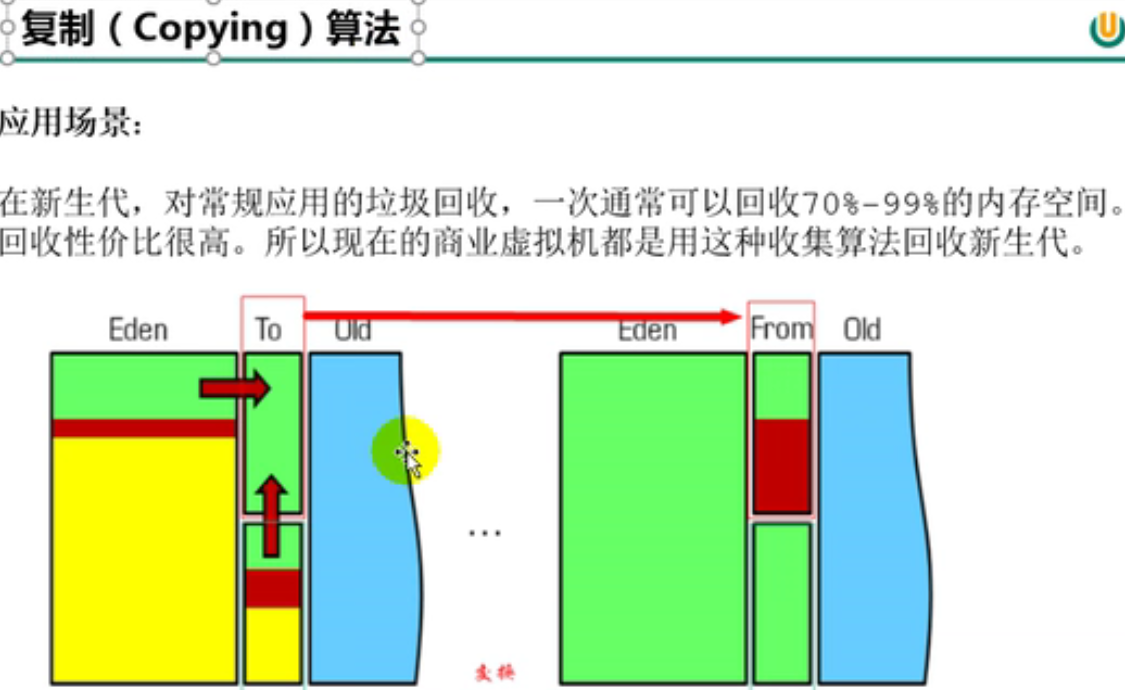 复制（Copying）算法
U
应用场景：
在新生代，对常规应用的垃圾回收，一次通常可以回收70%-99%的内存空间。
回收性价比很高。所以现在的商业虚拟机都是用这种收集算法回收新生代。
Eden To Old Eden From Old
...
变换